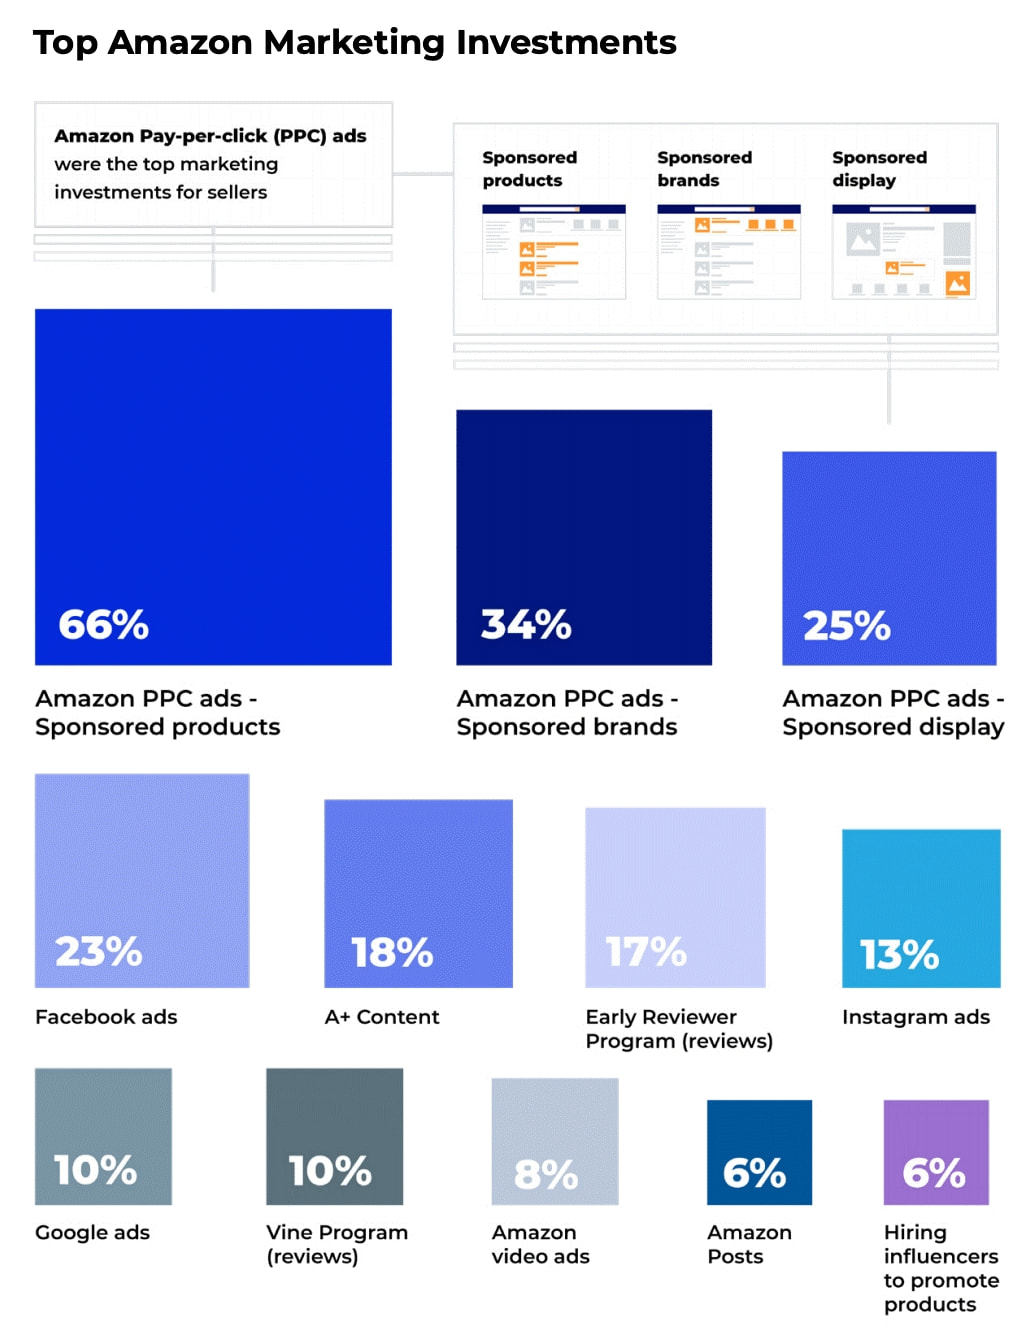 Top Amazon Marketing Investments
Amazon Pay-per-click (PPC) ads
were the top marketing
investments for sellers
Sponsored
products
Sponsored
brands
Sponsored
display
66%
Amazon PPC ads -
Sponsored products
34%
Amazon PPC ads -
Sponsored brands
25%
Amazon PPC ads -
Sponsored display
23%
Facebook ads
18%
A+ Content
17%
Early Reviewer
Program (reviews)
13%
Instagram ads
10%
Google ads
10%
Vine Program
(reviews)
8%
Amazon
video ads
6%
Amazon
Posts
6%
Hiring
influencers
to promote
products